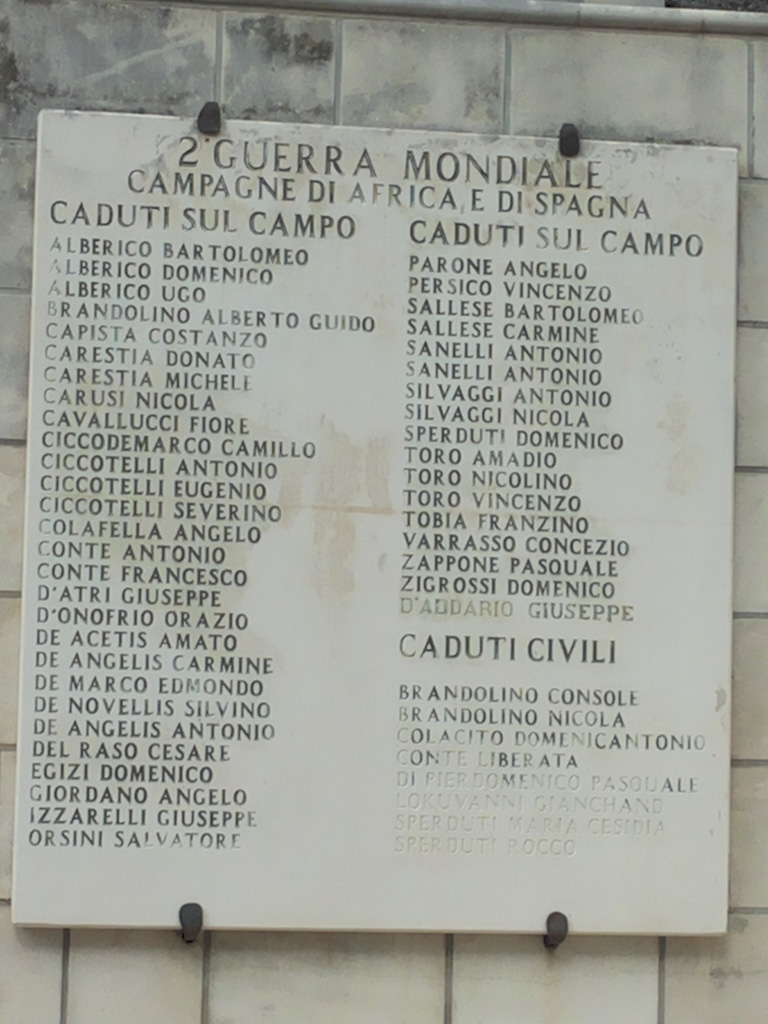 2ª GUERRA MONDIALE
CAMPAGNE DI AFRICA E DI SPAGNA
CADUTI SUL CAMPO
ALBERICO BARTOLOMEO
ALBERICO DOMENICO
ALBERICO UGO
BRANDOLINO ALBERTO GUIDO
CAPISTA COSTANZO
CARESTIA DONATO
CARESTIA MICHELE
CARUSI NICOLA
CAVALLUCCI FIORE
CICCODEMARCO CAMILLO
CICCOTELLI ANTONIO
CICCOTELLI EUGENIO
CICCOTELLI SEVERINO
COLAFELLA ANGELO
CONTE ANTONIO
CONTE FRANCESCO
D'ATRI GIUSEPPE
D'ONOFRIO ORAZIO
DE ACETIS AMATO
DE ANGELIS CARMINE
DE MARCO EDMONDO
DE NOVELLIS SILVINO
DE ANGELIS ANTONIO
DEL RASO CESARE
EGIZI DOMENICO
GIORDANO ANGELO
IZZARELLI GIUSEPPE
ORSINI SALVATORE
CADUTI SUL CAMPO
PARONE ANGELO
PERSICO VINCENZO
SALLESE BARTOLOMEO
SALLESE CARMINE
SANELLI ANTONIO
SANELLI ANTONIO
SILVAGGI ANTONIO
SILVAGGI NICOLA
SPERDUTI DOMENICO
TORO AMADIO
TORO NICOLINO
TORO VINCENZO
TOBIA FRANZINO
VARRASSO CONCEZIO
ZAPPONE PASQUALE
ZIGROSSI DOMENICO
D'ADDARIO GIUSEPPE
CADUTI CIVILI
BRANDOLINO CONSOLE
BRANDOLINO NICOLA
COLACITO DOMENICANTONIO
CONTE LIBERATA
DI PIERDOMENICO PASQUALE
LOKUVANNI GIANCHAND
SPERDUTI MARIA CESIDIA
SPERDUTI ROCCO